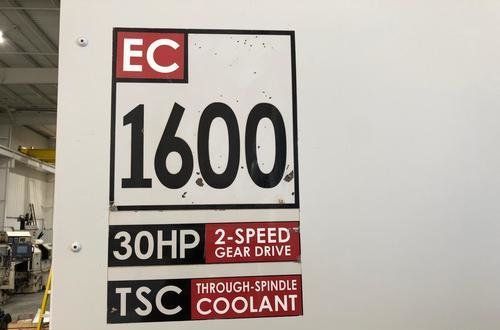 EC
1600
30HP 2-SPEED
GEAR DRIVE
TSC THROUGH-SPINDLE
COOLANT